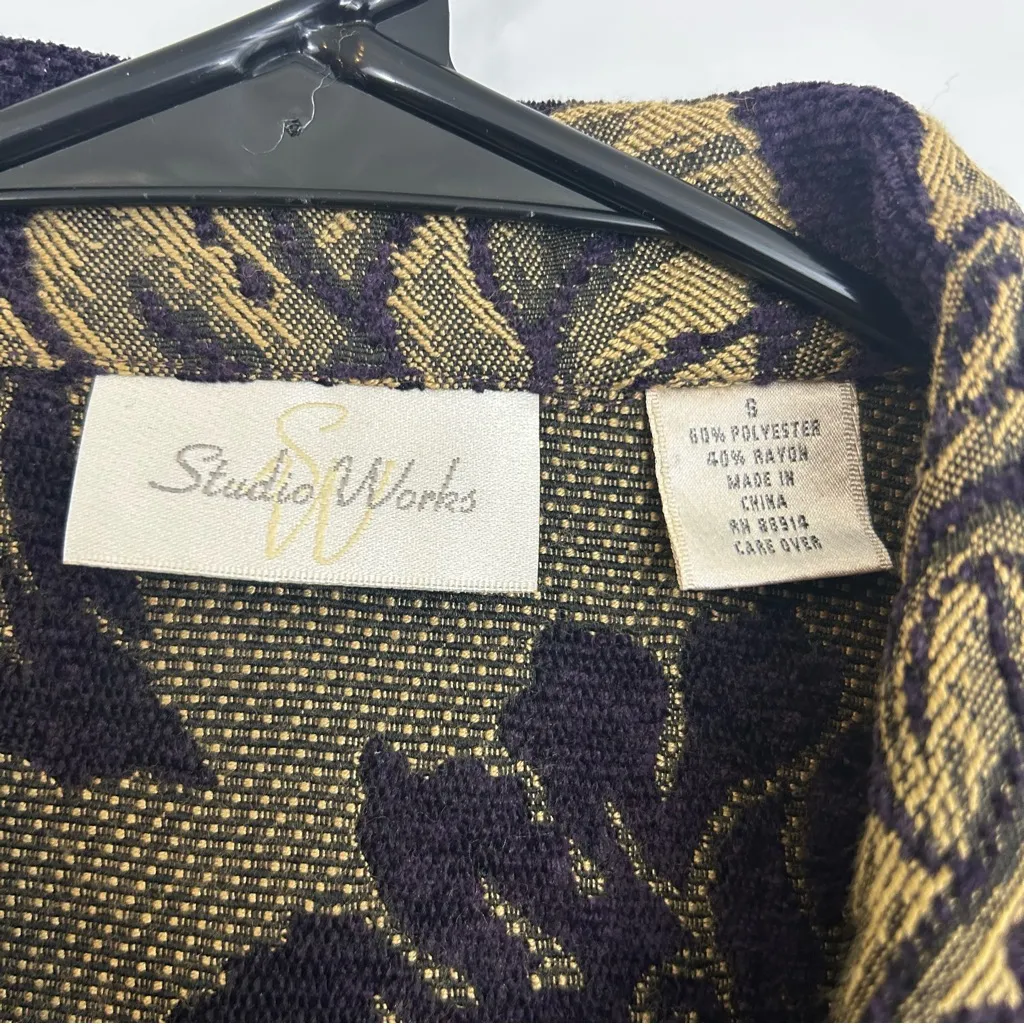 Studio Works
SW
S
60% POLYESTER
40% RAYON
MADE IN
CHINA
RN 88914
CARE OVER